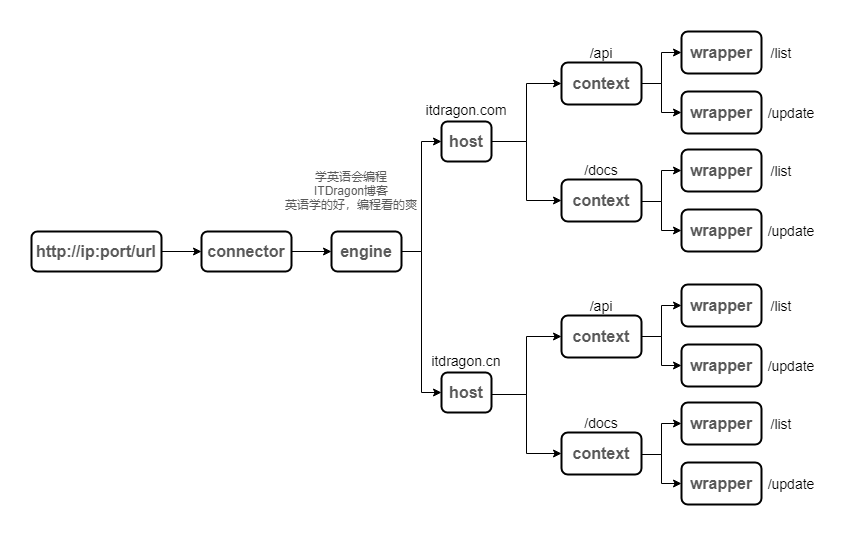 /api
wrapper
/list
context
itdragon.com
wrapper
/update
host
学英语会编程
/docs
wrapper
/list
ITDragon博客
context
英语学的好，编程看的爽
wrapper
/update
http://ip:port/url
connector
engine
/api
wrapper
/list
context
itdragon.cn
wrapper
/update
host
/docs
wrapper
/list
context
wrapper
/update